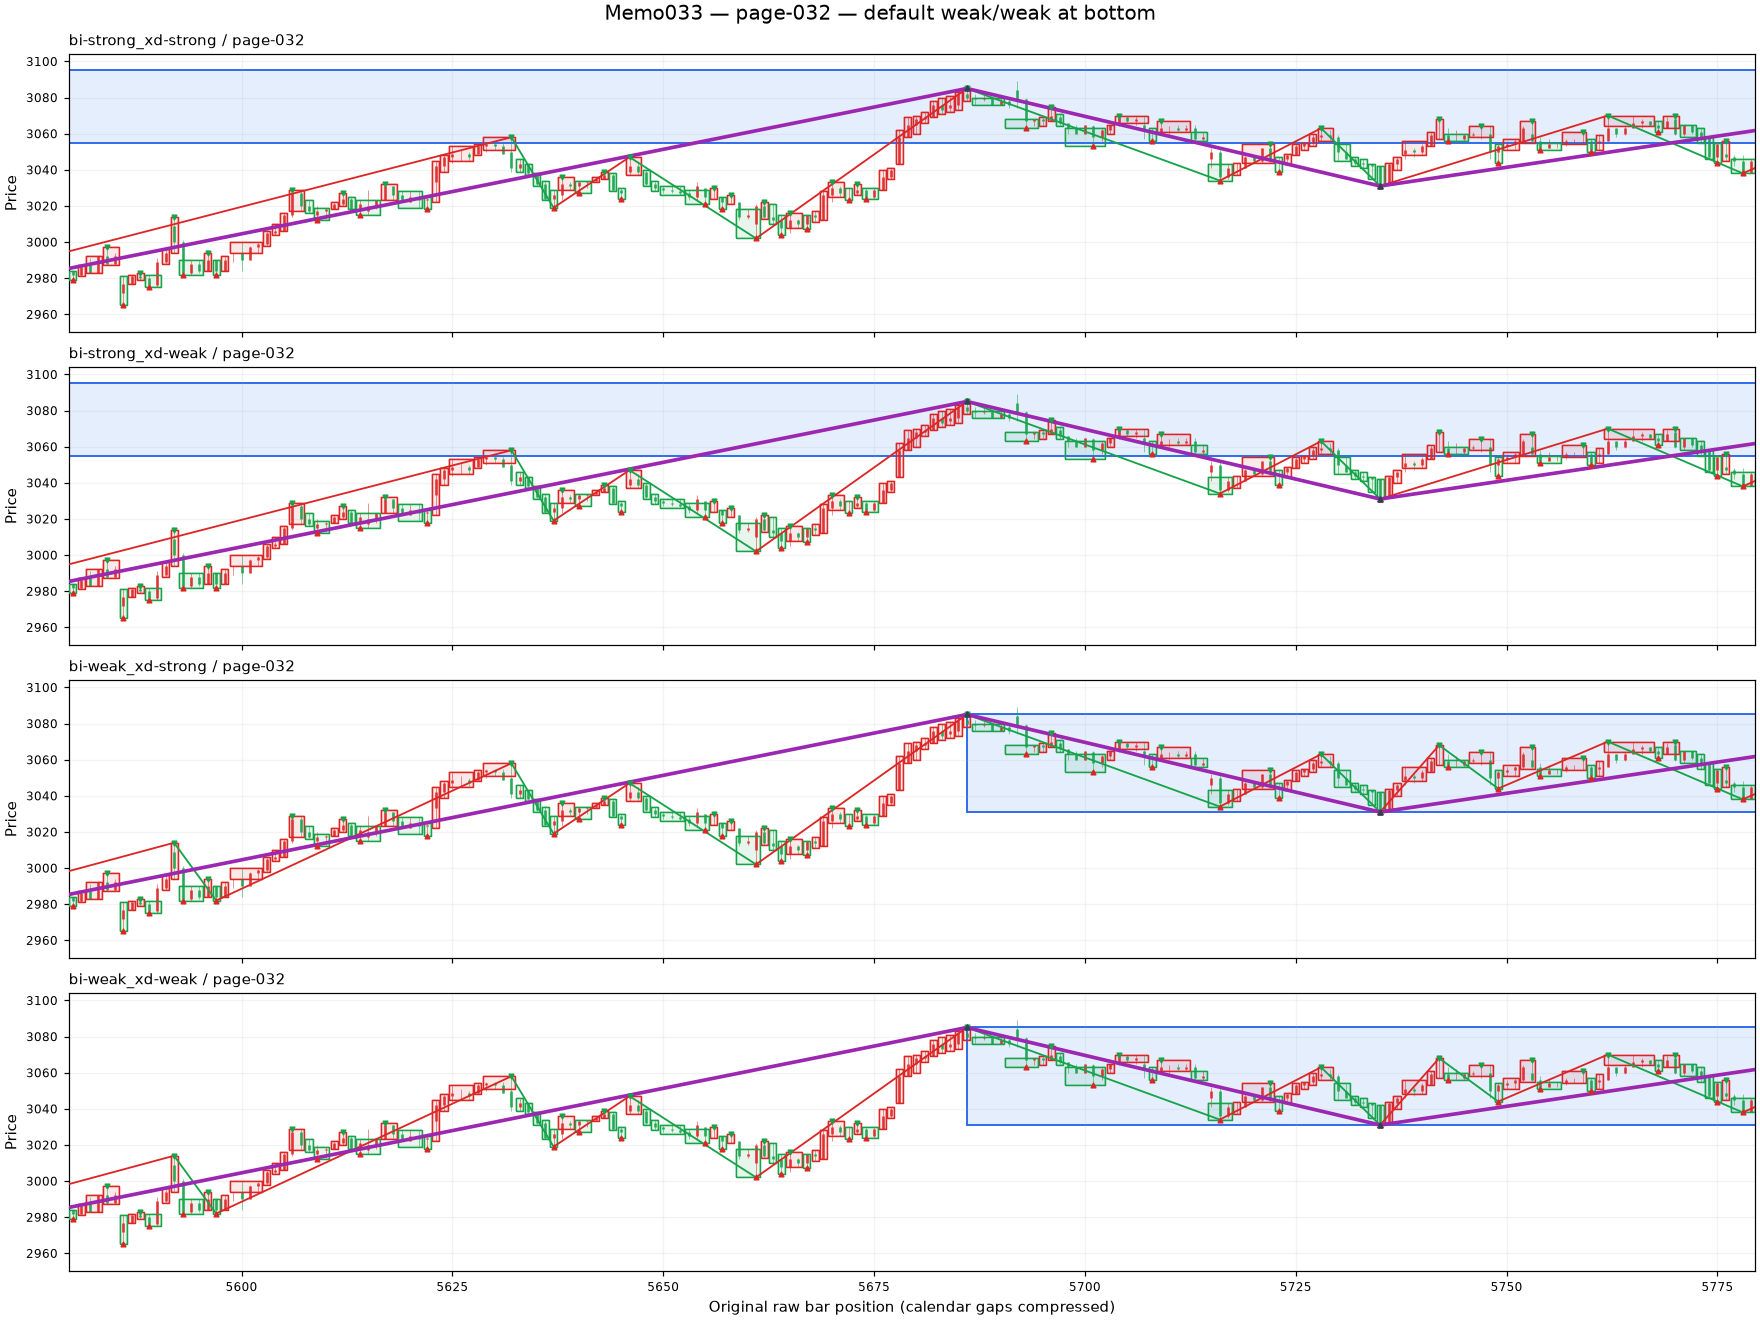 Memo033 — page-032 — default weak/weak at bottom
bi-strong_xd-strong / page-032
3100
3080
3060
3040
3020
3000
2980
2960
Price
bi-strong_xd-weak / page-032
3100
3080
3060
3040
3020
3000
2980
2960
Price
bi-weak_xd-strong / page-032
3100
3080
3060
3040
3020
3000
2980
2960
Price
bi-weak_xd-weak / page-032
3100
3080
3060
3040
3020
3000
2980
2960
Price
5600 5625 5650 5675 5700 5725 5750 5775
Original raw bar position (calendar gaps compressed)